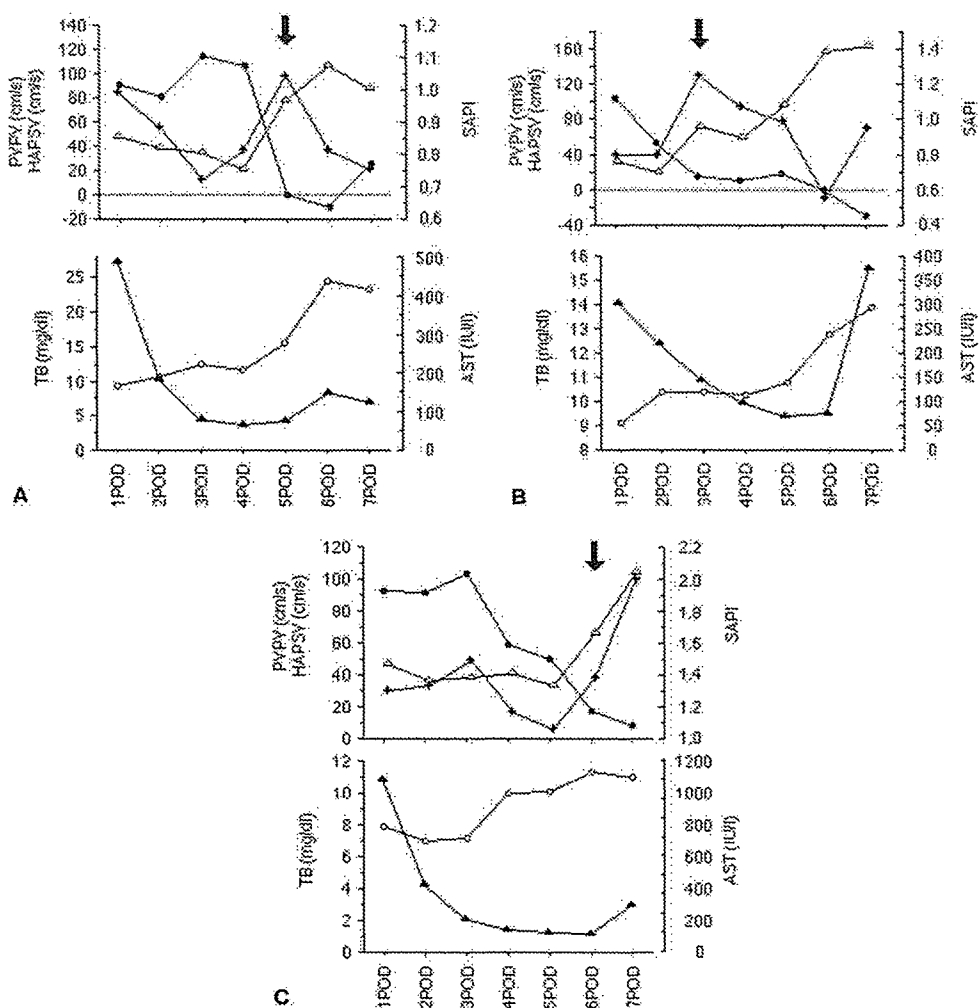 140
120
100
80
60
40
20
0
-20
PVPV (cm/s)
HAPSV (cm/s)
1.2
1.1
1.0
0.9
0.8
0.7
0.6
SAPI
25
20
15
10
5
0
TB (mg/dl)
500
400
300
200
100
0
AST (IU/l)
1POD
2POD
3POD
4POD
5POD
6POD
7POD
A
160
120
80
40
0
-40
PVPV (cm/s)
HAPSV (cm/s)
1.4
1.2
1.0
0.8
0.6
0.4
SAPI
16
15
14
13
12
11
10
9
8
TB (mg/dl)
400
350
300
250
200
150
100
50
0
AST (IU/l)
1POD
2POD
3POD
4POD
5POD
6POD
7POD
B
120
100
80
60
40
20
0
PVPV (cm/s)
HAPSV (cm/s)
2.2
2.0
1.8
1.6
1.4
1.2
1.0
SAPI
12
10
8
6
4
2
0
TB (mg/dl)
1200
1000
800
600
400
200
0
AST (IU/l)
1POD
2POD
3POD
4POD
5POD
6POD
7POD
C